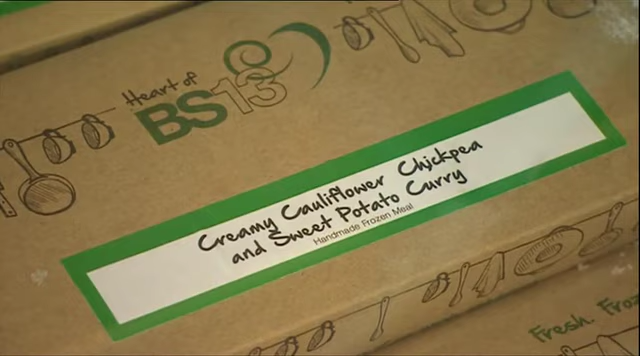 Heart of
BS13
Creamy Cauliflower Chickpea
and Sweet Potato Curry
Handmade Frozen Meal
Fresh.